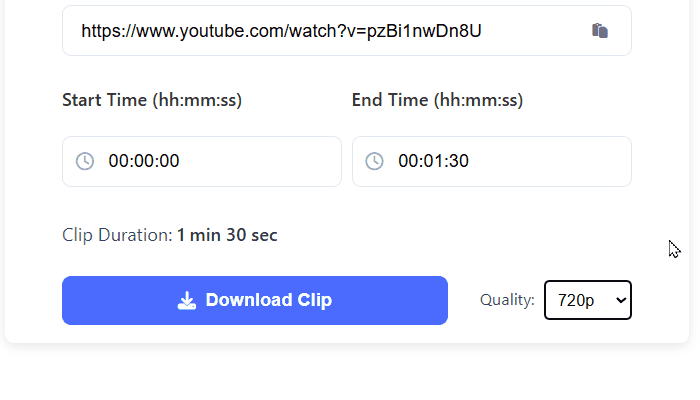 https://www.youtube.com/watch?v=pzBi1nwDn8U
Start Time (hh:mm:ss) End Time (hh:mm:ss)
00:00:00 00:01:30
Clip Duration: 1 min 30 sec
Download Clip Quality: 720p